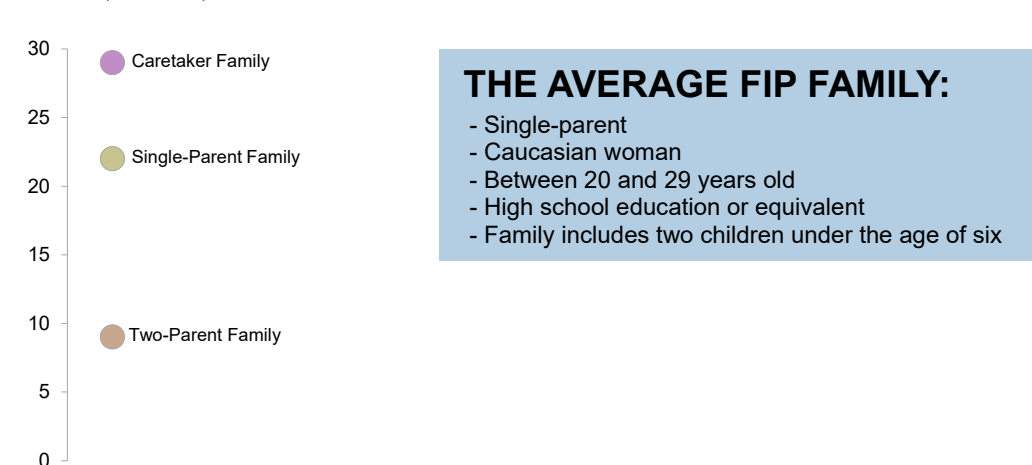 30
Caretaker Family
25
Single-Parent Family
20
15
10
Two-Parent Family
5
0
THE AVERAGE FIP FAMILY:
- Single-parent
- Caucasian woman
- Between 20 and 29 years old
- High school education or equivalent
- Family includes two children under the age of six